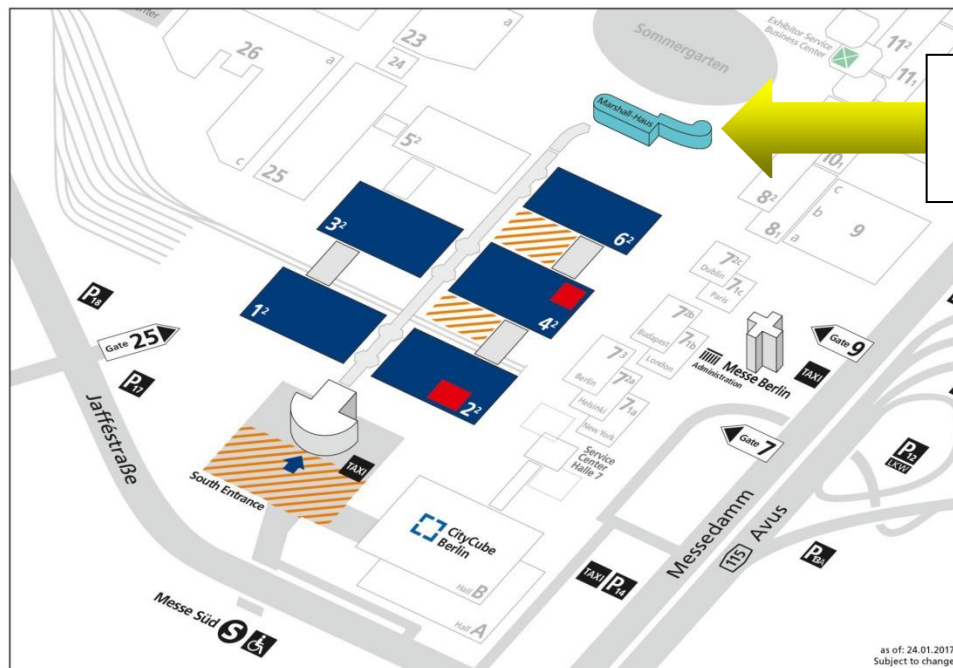 26
a
c
25
23
a
24
5²
Sommergarten
Exhibitor Service
Business Center
11²
11₁
Marshall-Haus
10₁
8²
8₁
c
b
a
9
3²
1²
6²
4²
2²
7²c
Dublin
7¹c
Paris
7²b
Budapest
7¹b
London
7³
Berlin
7²a
Helsinki
7¹a
New York
Service
Center
Halle 7
Messe Berlin
Administration
TAXI
Gate 9
Gate 7
P12
LKW
P18
Gate 25
P17
Jafféstraße
TAXI
South Entrance
CityCube
Berlin
Hall B
Hall A
TAXI P14
Messedamm
115 Avus
P8A
Messe Süd S
as of: 24.01.2017
Subject to change